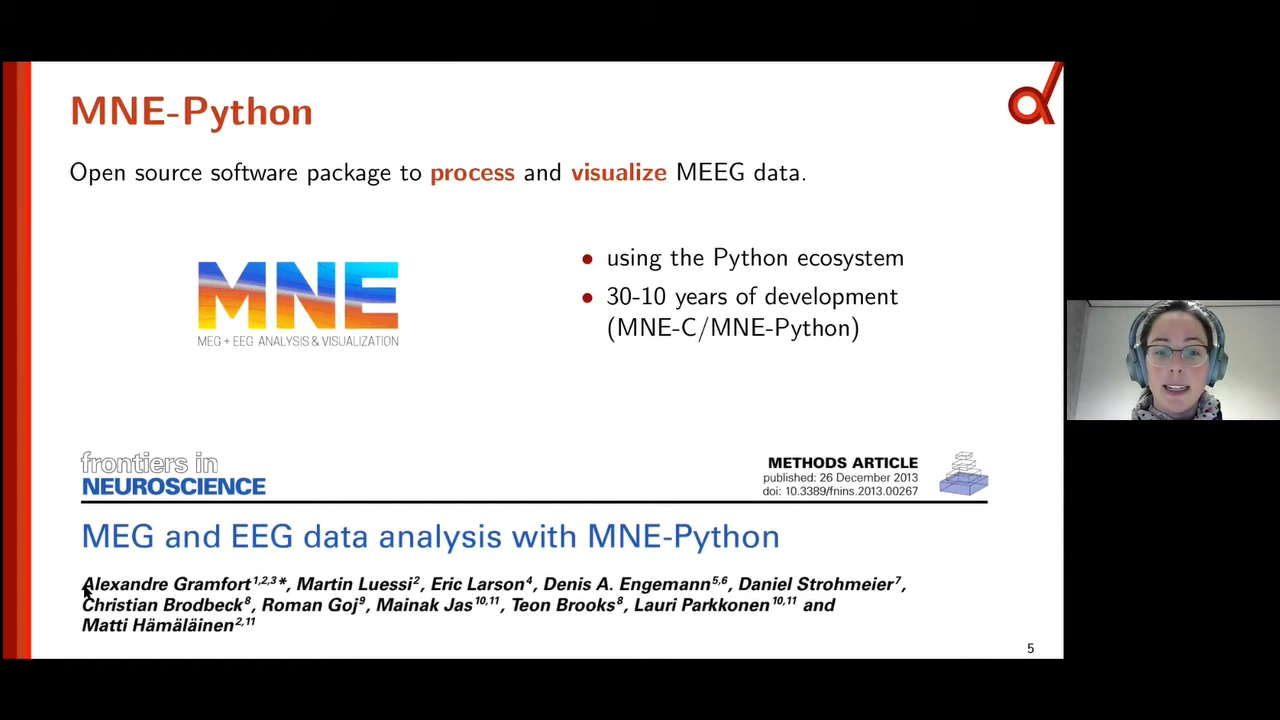 MNE-Python
Open source software package to process and visualize MEEG data.
MNE
MEG + EEG ANALYSIS & VISUALIZATION
• using the Python ecosystem
• 30-10 years of development
(MNE-C/MNE-Python)
frontiers in
NEUROSCIENCE
METHODS ARTICLE
published: 26 December 2013
doi: 10.3389/fnins.2013.00267
MEG and EEG data analysis with MNE-Python
Alexandre Gramfort1,2,3*, Martin Luessi2, Eric Larson4, Denis A. Engemann5,6, Daniel Strohmeier7,
Christian Brodbeck8, Roman Goj9, Mainak Jas10,11, Teon Brooks8, Lauri Parkkonen10,11 and
Matti Hämäläinen2,11
5